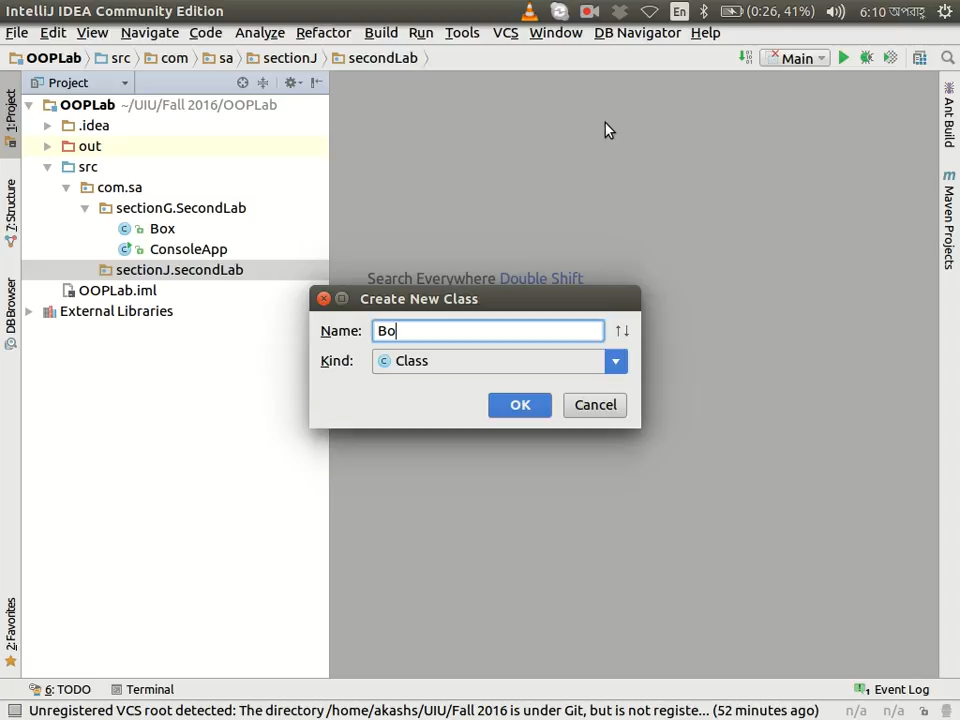 IntelliJ IDEA Community Edition
En (0:26, 41%) 6:10 অপরাহ্ণ
File Edit View Navigate Code Analyze Refactor Build Run Tools VCS Window DB Navigator Help
OOPLab src com sa sectionJ secondLab Main
Project
OOPLab ~/UIU/Fall 2016/OOPLab
.idea
out
src
com.sa
sectionG.SecondLab
Box
ConsoleApp
sectionJ.secondLab
OOPLab.iml
External Libraries
1: Project
7: Structure
DB Browser
2: Favorites
Ant Build
Maven Projects
Search Everywhere Double Shift
Create New Class
Name: Bo
Kind: Class
OK Cancel
6: TODO Terminal 1 Event Log
Unregistered VCS root detected: The directory /home/akashs/UIU/Fall 2016 is under Git, but is not registe... (52 minutes ago) n/a n/a